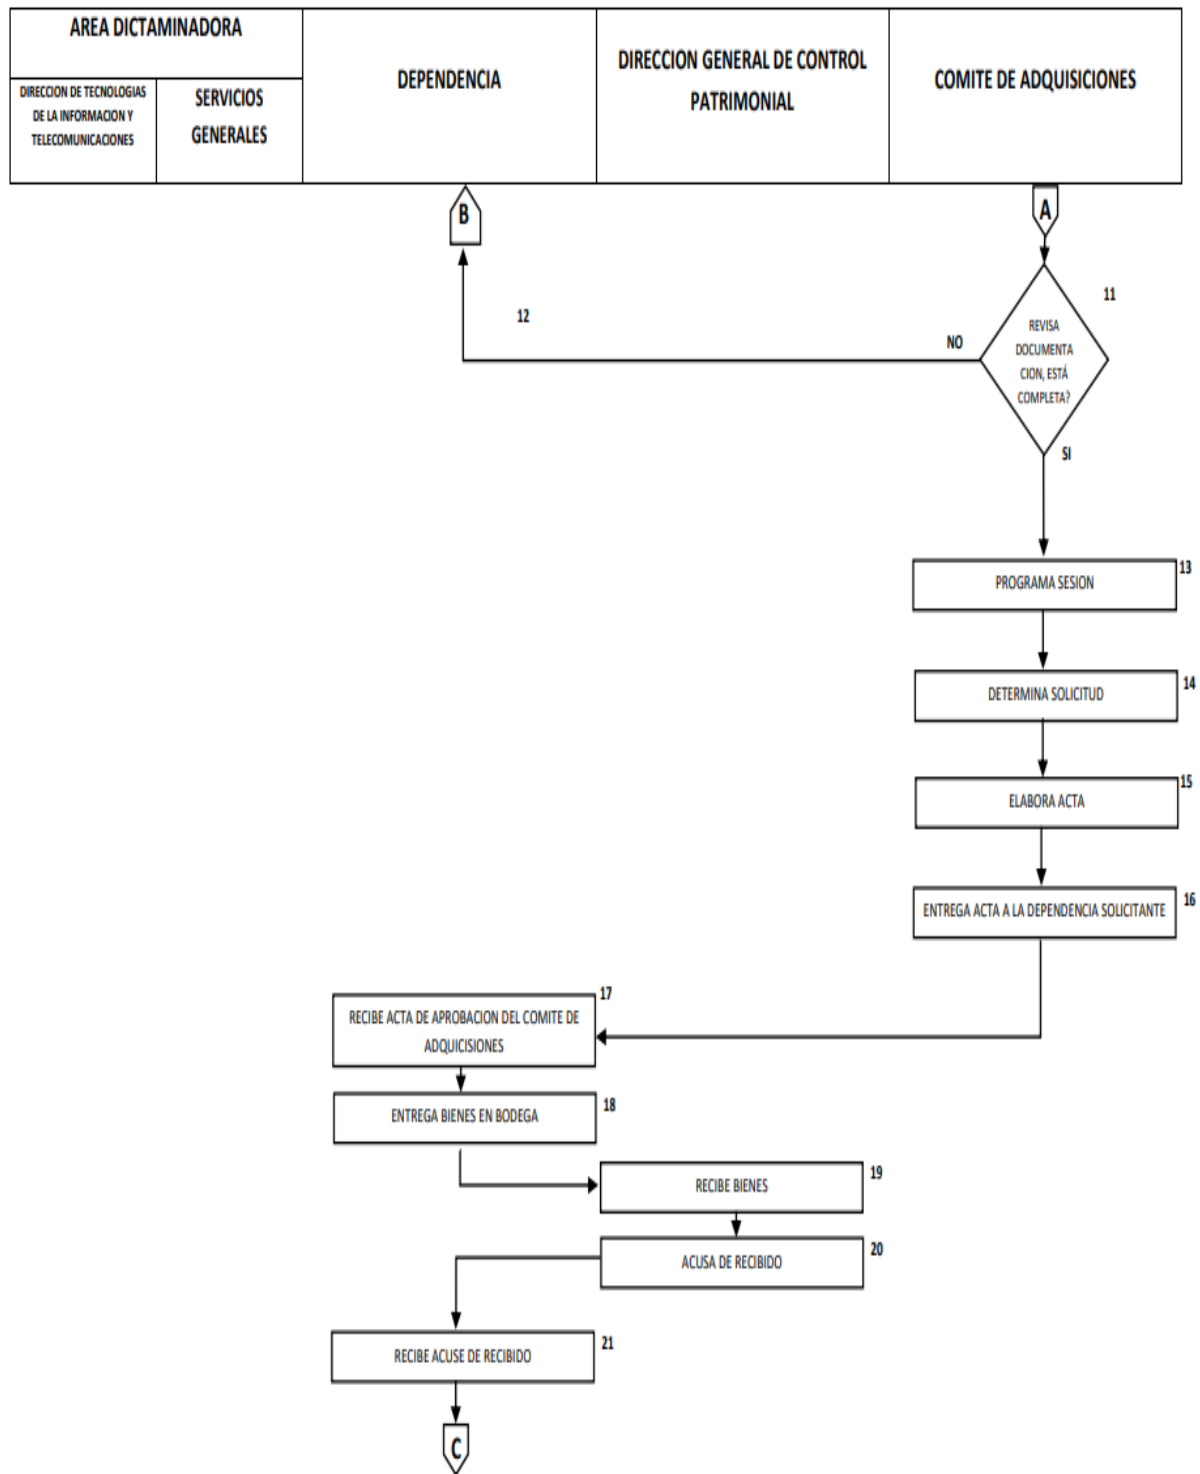 AREA DICTAMINADORA
DIRECCION DE TECNOLOGIAS
DE LA INFORMACION Y
TELECOMUNICACIONES
SERVICIOS
GENERALES
DEPENDENCIA
DIRECCION GENERAL DE CONTROL
PATRIMONIAL
COMITE DE ADQUISICIONES
B
A
11
REVISA
DOCUMENTA
CION, ESTÁ
COMPLETA?
12
NO
SI
PROGRAMA SESION
13
DETERMINA SOLICITUD
14
ELABORA ACTA
15
ENTREGA ACTA A LA DEPENDENCIA SOLICITANTE
16
RECIBE ACTA DE APROBACION DEL COMITE DE
ADQUICISIONES
17
ENTREGA BIENES EN BODEGA
18
RECIBE BIENES
19
ACUSA DE RECIBIDO
20
RECIBE ACUSE DE RECIBIDO
21
C